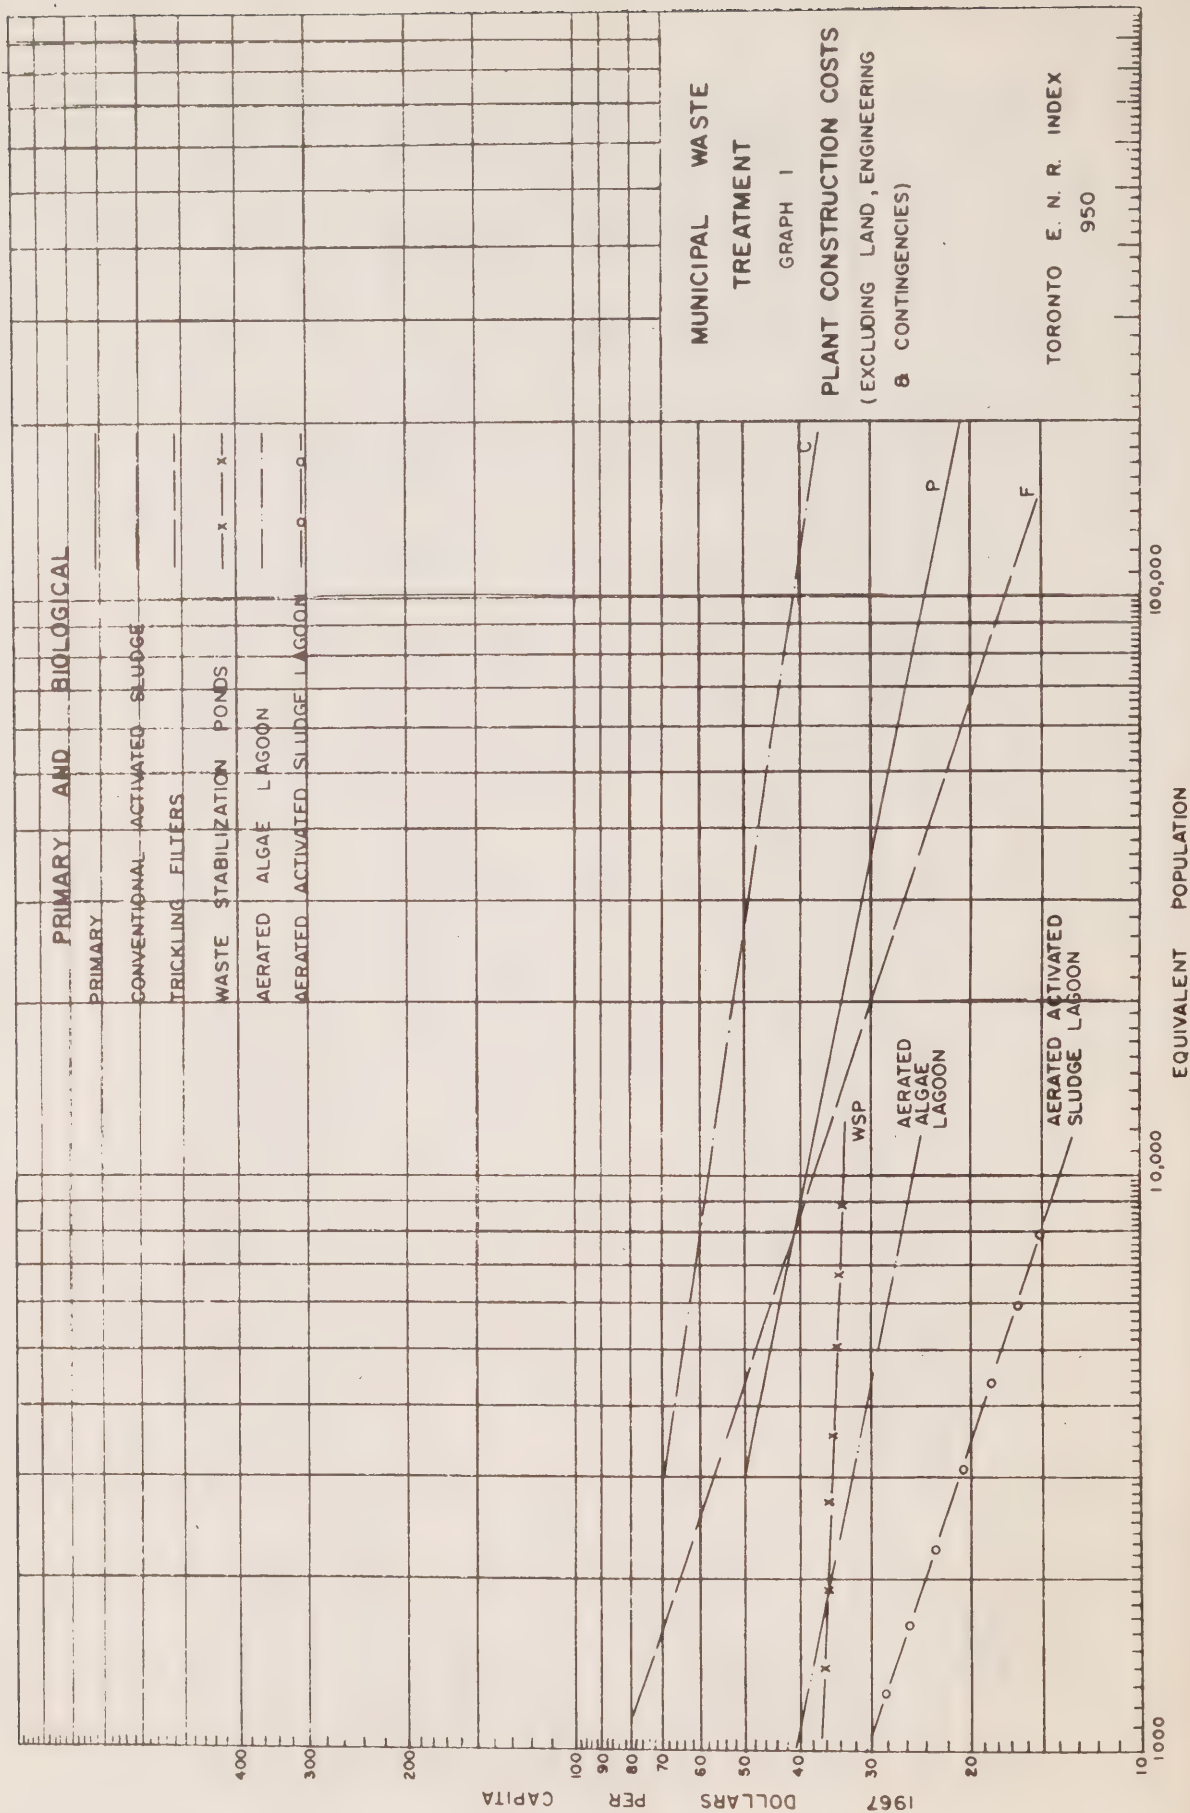 PRIMARY AND BIOLOGICAL
PRIMARY
CONVENTIONAL ACTIVATED SLUDGE
TRICKLING FILTERS
WASTE STABILIZATION PONDS
AERATED ALGAE LAGOON
AERATED ACTIVATED SLUDGE LAGOON
MUNICIPAL WASTE
TREATMENT
GRAPH 1
PLANT CONSTRUCTION COSTS
(EXCLUDING LAND, ENGINEERING
& CONTINGENCIES)
TORONTO E. N. R. INDEX
950
C
P
F
WSP
AERATED
ALGAE
LAGOON
AERATED ACTIVATED
SLUDGE LAGOON
400
300
200
100
90
80
70
60
50
40
30
20
10
1967 DOLLARS PER CAPITA
1000
10,000
100,000
EQUIVALENT POPULATION